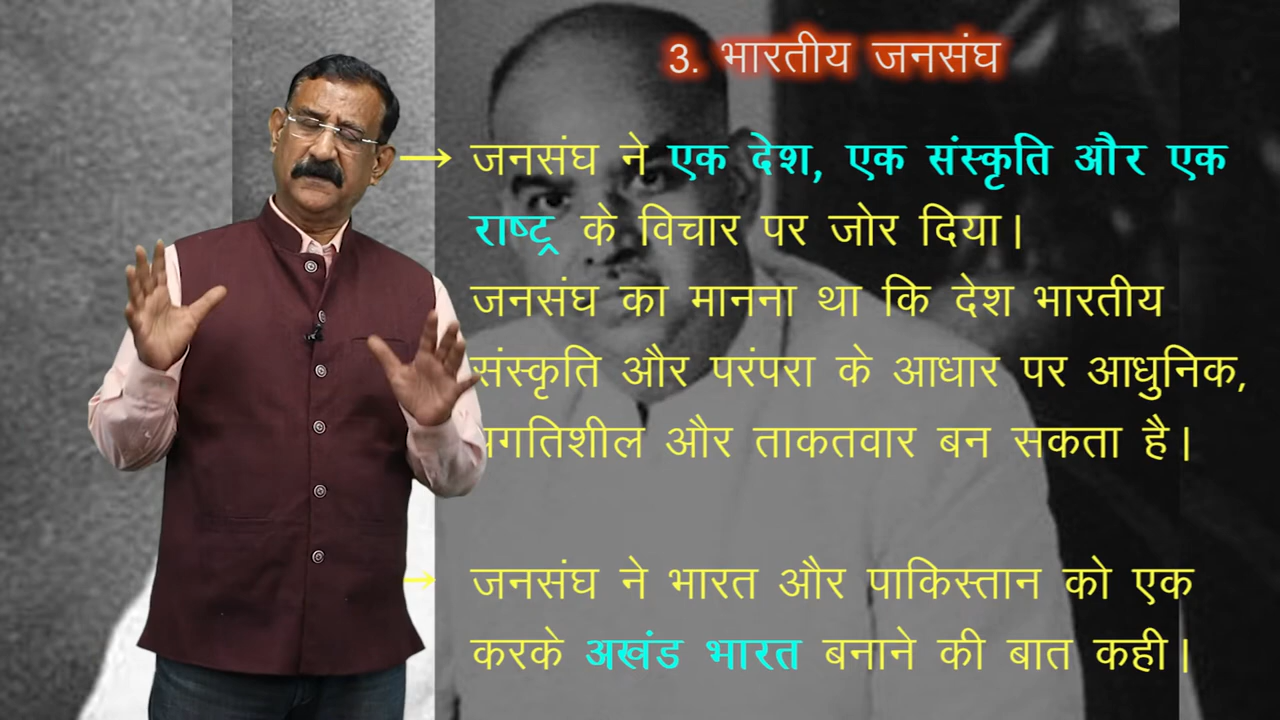 3. भारतीय जनसंघ
→ जनसंघ ने एक देश, एक संस्कृति और एक
राष्ट्र के विचार पर जोर दिया।
जनसंघ का मानना था कि देश भारतीय
संस्कृति और परंपरा के आधार पर आधुनिक,
प्रगतिशील और ताकतवार बन सकता है।
→ जनसंघ ने भारत और पाकिस्तान को एक
करके अखंड भारत बनाने की बात कही।